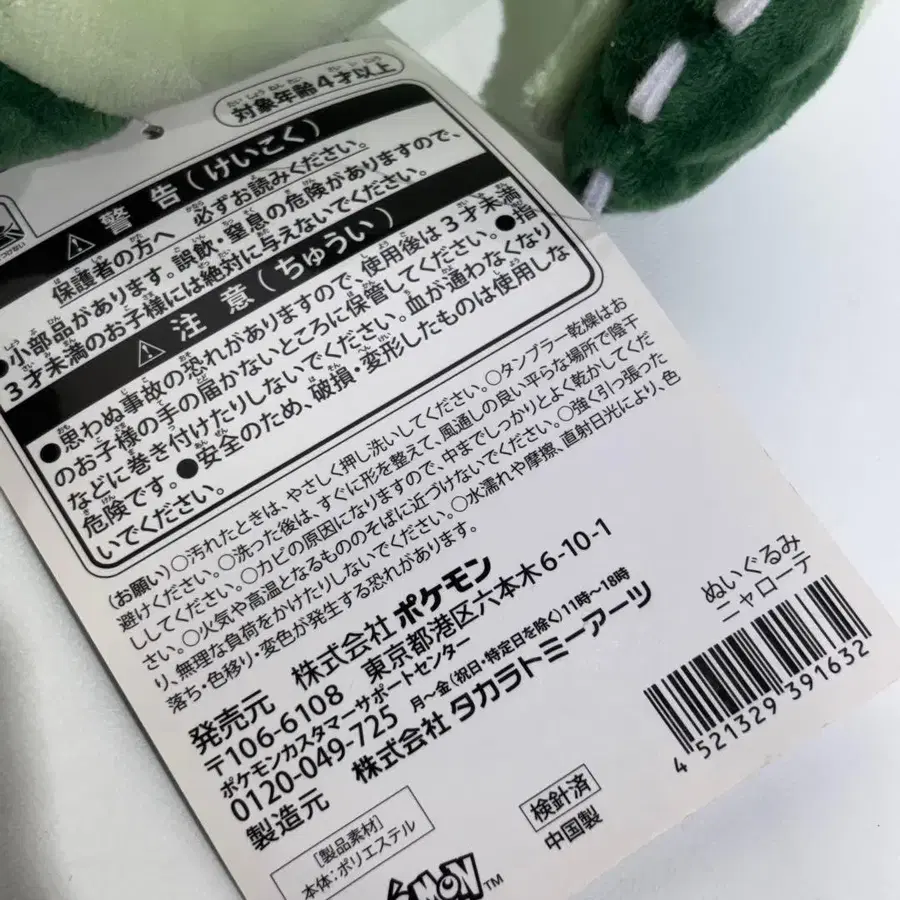 対象年齢4才以上
警告(けいこく)
保護者の方へ 必ずお読みください。
●小部品があります。誤飲・窒息の危険がありますので、
3才未満のお子様には絶対に与えないでください。
注意(ちゅうい)
●思わぬ事故の恐れがありますので、使用後は3才未満
のお子様の手の届かないところに保管してください。●指
などに巻き付けたりしないでください。血が通わなくなり
危険です。●安全のため、破損・変形したものは使用しな
いでください。
(お願い)○汚れたときは、やさしく押し洗いしてください。○タンブラー乾燥はお
避けください。○洗った後は、すぐに形を整えて、風通しの良い平らな場所で陰干
ししてください。○カビの原因になりますので、中までしっかりとよく乾かしてくだ
さい。○火気や高温となるもののそばに近づけないでください。○強く引っ張った
り、無理な負荷をかけたりしないでください。○水濡れや摩擦、直射日光により、色
落ち・色移り・変色が発生する恐れがあります。
発売元 株式会社ポケモン
〒106-6108 東京都港区六本木6-10-1
ポケモンカスタマーサポートセンター
0120-049-725 月~金(祝日・特定日を除く)11時~18時
製造元 株式会社タカラトミーアーツ
ぬいぐるみ
ニャローテ
4 521329 391632
[製品素材]
本体:ポリエステル
検針済
中国製
TM